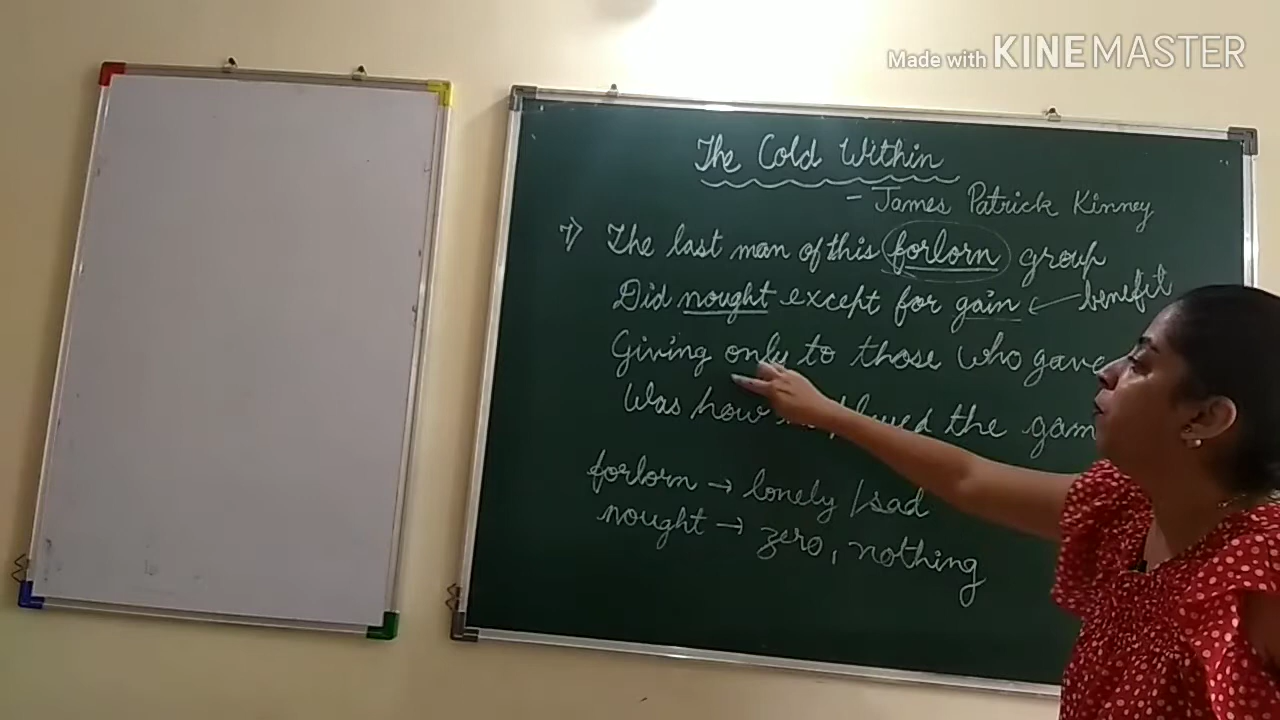 Made with KINEMASTER
The Cold Within
- James Patrick Kinney
7) The last man of this forlorn group
Did nought except for gain ← benefit
Giving only to those who gave
Was how the game
forlorn → lonely / sad
nought → zero, nothing